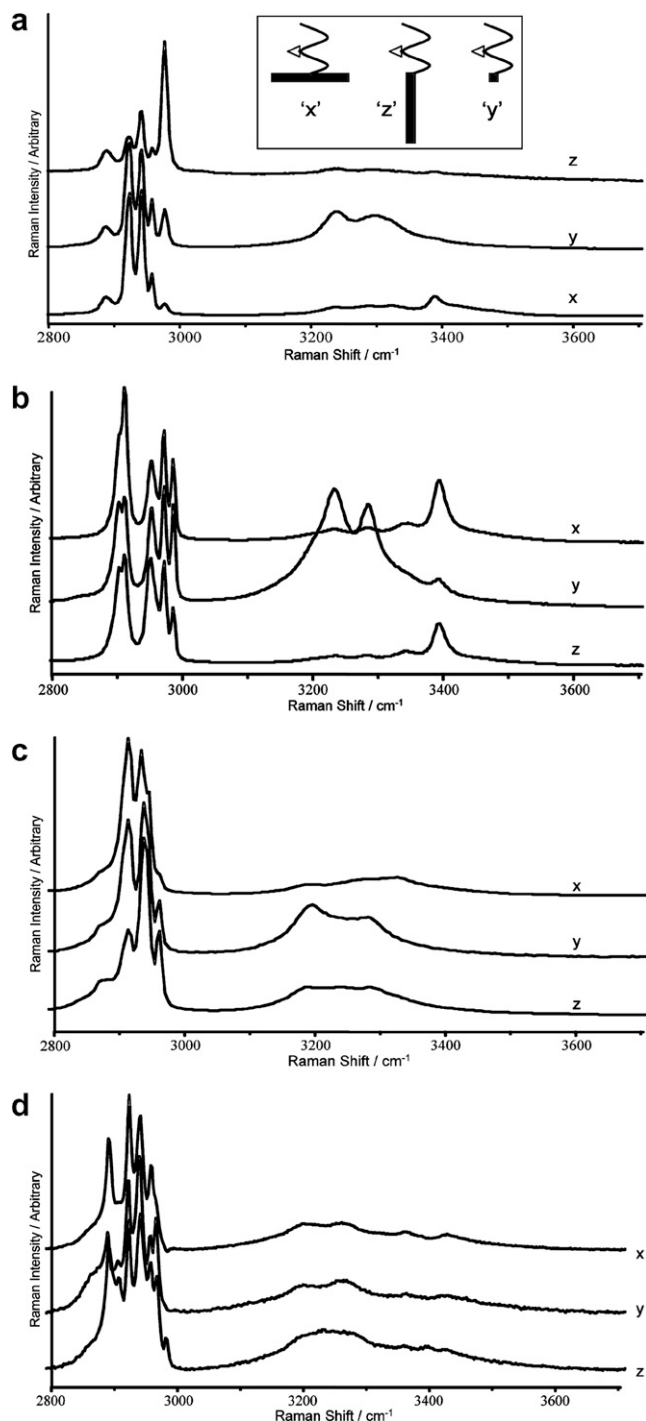 a
'x' 'z' 'y'
Raman Intensity / Arbitrary
z
y
x
2800 3000 3200 3400 3600
Raman Shift / cm⁻¹
b
Raman Intensity / Arbitrary
x
y
z
2800 3000 3200 3400 3600
Raman Shift / cm⁻¹
c
Raman Intensity / Arbitrary
x
y
z
2800 3000 3200 3400 3600
Raman Shift / cm⁻¹
d
Raman Intensity / Arbitrary
x
y
z
2800 3000 3200 3400 3600
Raman Shift / cm⁻¹